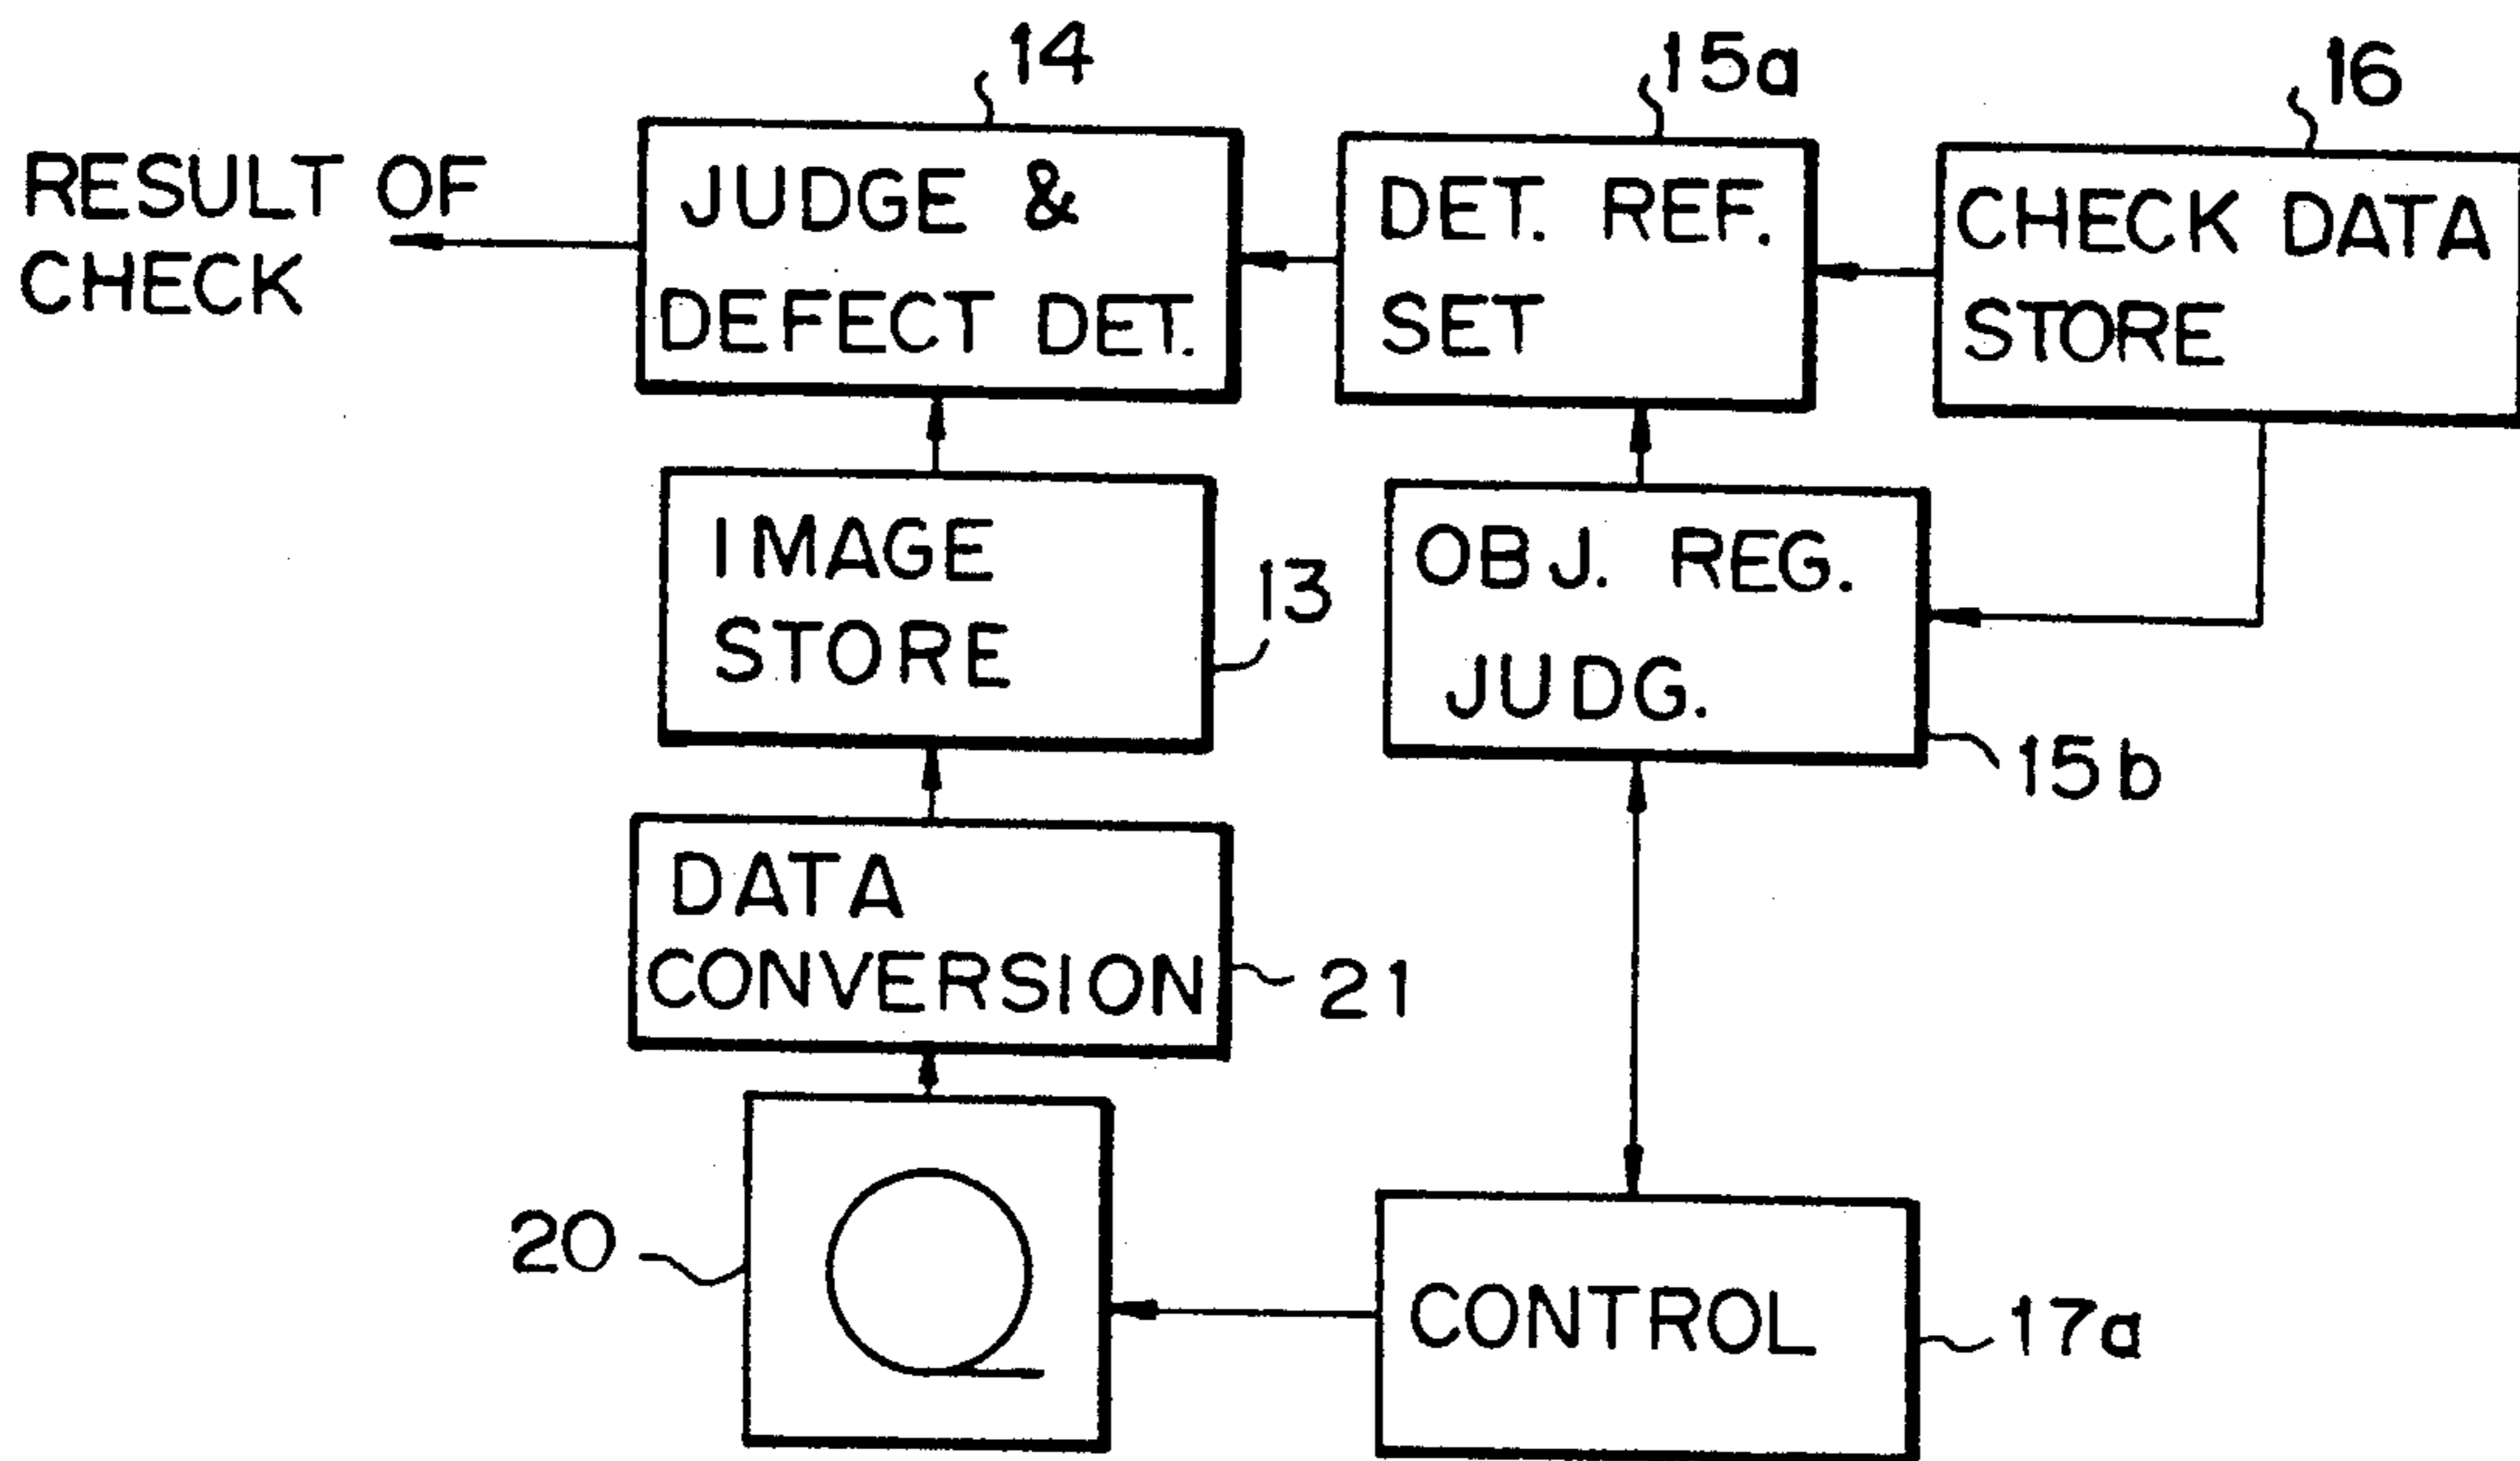 14
15a
16
RESULT OF
CHECK
JUDGE &
DEFECT DET.
DET. REF.
SET
CHECK DATA
STORE
IMAGE
STORE
13
OBJ. REG.
JUDG.
15b
DATA
CONVERSION
21
20
CONTROL
17a